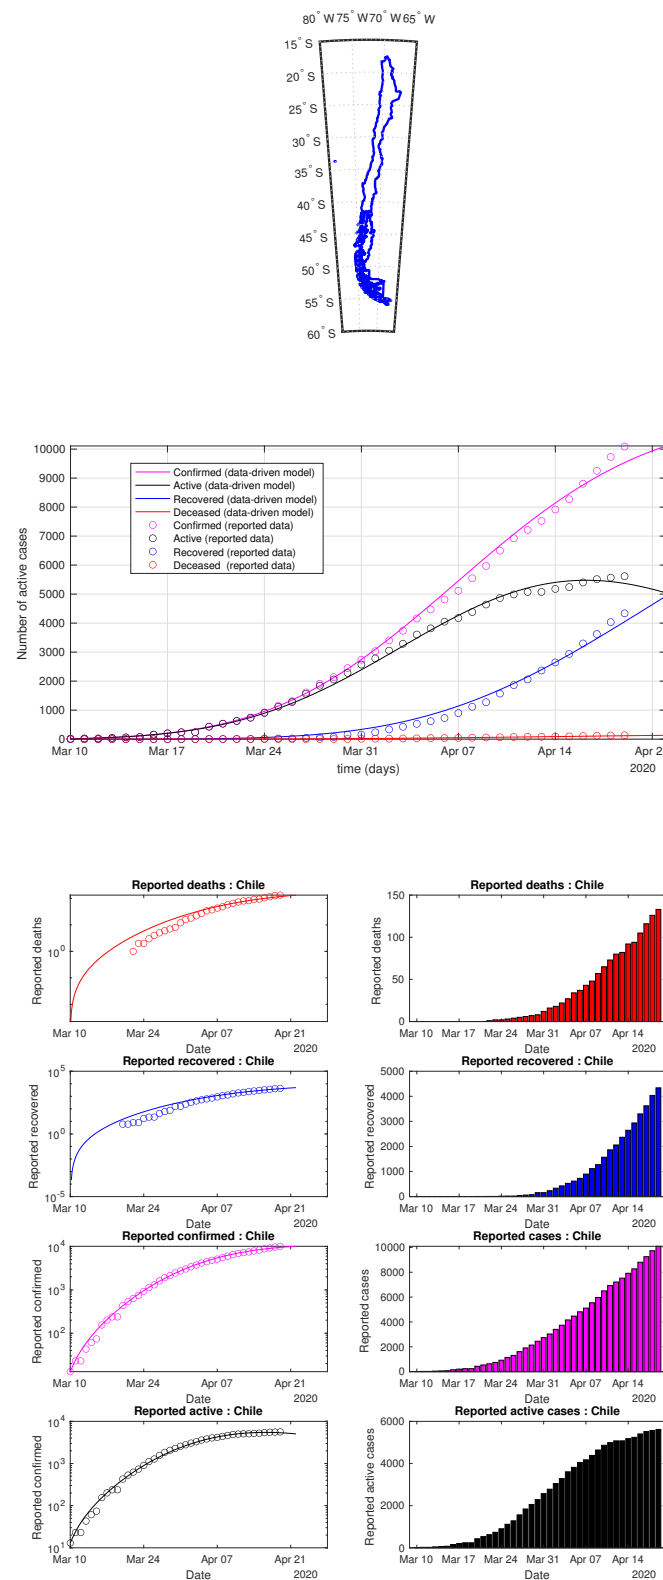 80° W 75° W 70° W 65° W
15° S
20° S
25° S
30° S
35° S
40° S
45° S
50° S
55° S
60° S
10000
9000
8000
7000
6000
5000
4000
3000
2000
1000
0
Number of active cases
Confirmed (data-driven model)
Active (data-driven model)
Recovered (data-driven model)
Deceased (data-driven model)
Confirmed (reported data)
Active (reported data)
Recovered (reported data)
Deceased (reported data)
Mar 10 Mar 17 Mar 24 Mar 31 Apr 07 Apr 14 Apr 2
time (days) 2020
Reported deaths : Chile
Reported deaths
10^0
Mar 10 Mar 24 Apr 07 Apr 21
Date 2020
Reported deaths : Chile
Reported deaths
150
100
50
0
Mar 10 Mar 17 Mar 24 Mar 31 Apr 07 Apr 14
Date 2020
Reported recovered : Chile
Reported recovered
10^5
10^0
10^-5
Mar 10 Mar 24 Apr 07 Apr 21
Date 2020
Reported recovered : Chile
Reported recovered
5000
4000
3000
2000
1000
0
Mar 10 Mar 17 Mar 24 Mar 31 Apr 07 Apr 14
Date 2020
Reported confirmed : Chile
Reported confirmed
10^4
10^3
10^2
Mar 10 Mar 24 Apr 07 Apr 21
Date 2020
Reported cases : Chile
Reported cases
10000
8000
6000
4000
2000
0
Mar 10 Mar 17 Mar 24 Mar 31 Apr 07 Apr 14
Date 2020
Reported active : Chile
Reported confirmed
10^4
10^3
10^2
10^1
Mar 10 Mar 24 Apr 07 Apr 21
Date 2020
Reported active cases : Chile
Reported active cases
6000
4000
2000
0
Mar 10 Mar 17 Mar 24 Mar 31 Apr 07 Apr 14
Date 2020